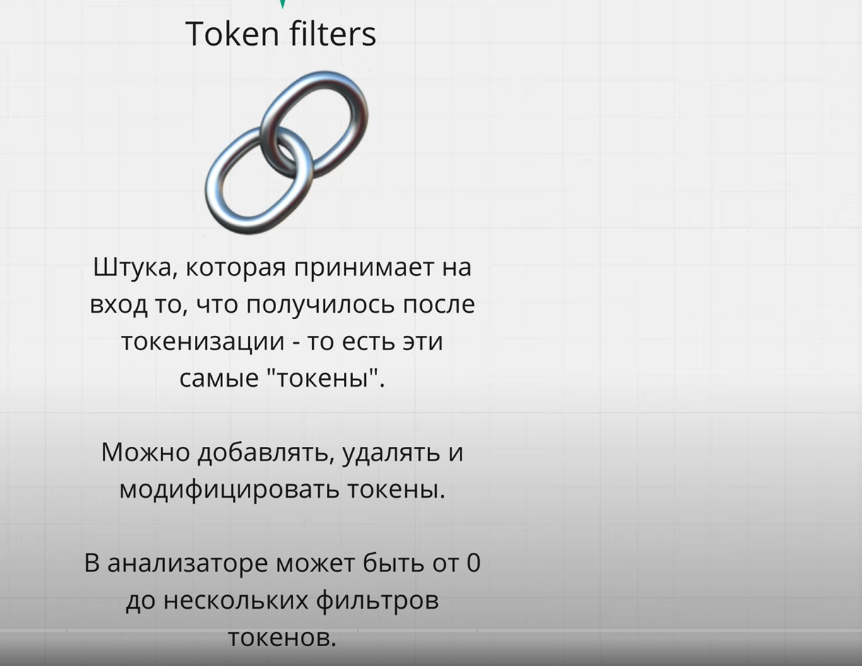 Token filters
Штука, которая принимает на
вход то, что получилось после
токенизации - то есть эти
самые "токены".
Можно добавлять, удалять и
модифицировать токены.
В анализаторе может быть от 0
до нескольких фильтров
токенов.